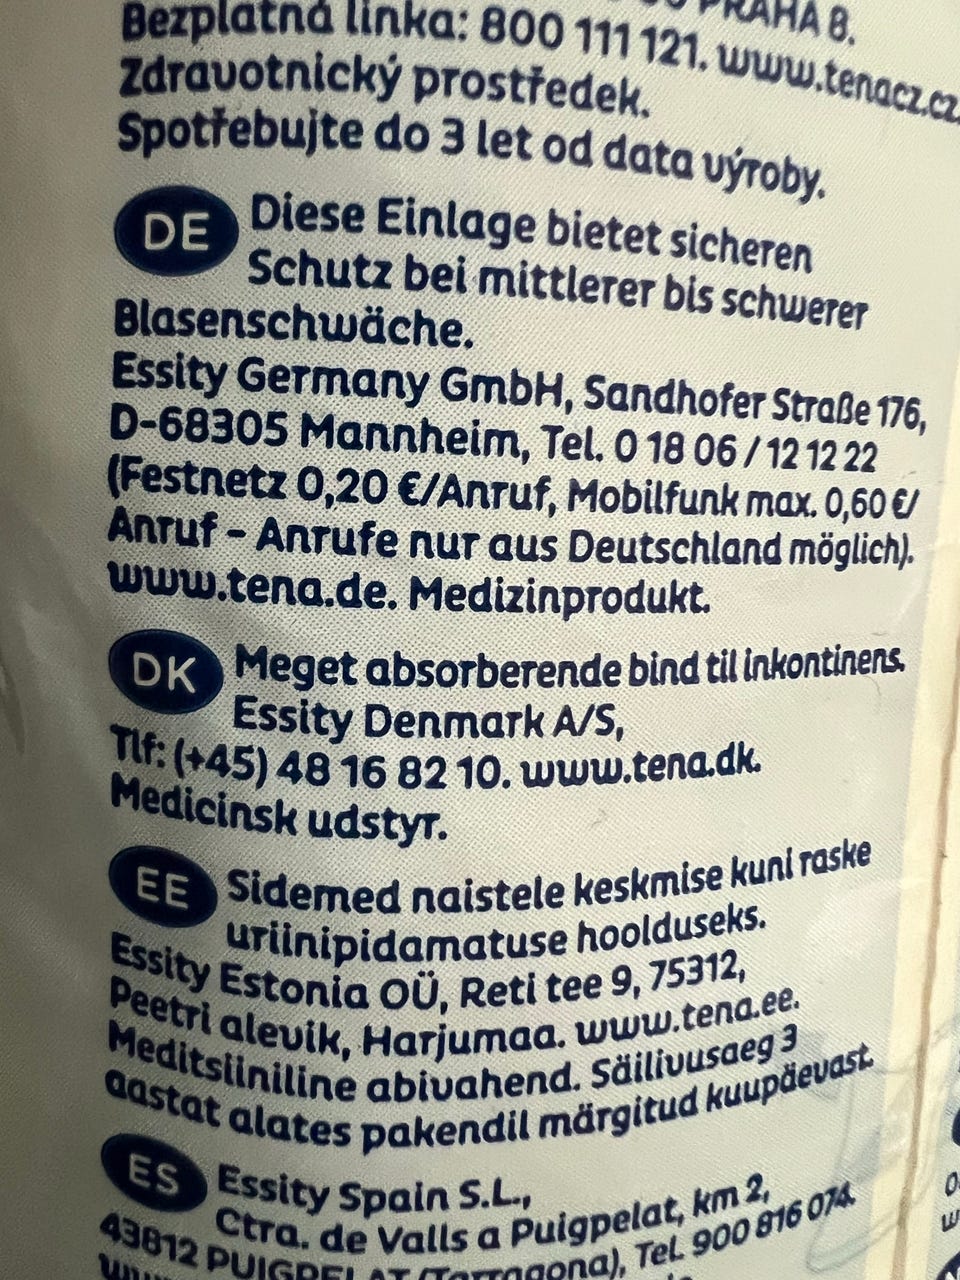 PRAHA 8.
Bezplatná linka: 800 111 121. www.tenacz.cz.
Zdravotnický prostředek.
Spotřebujte do 3 let od data výroby.
DE Diese Einlage bietet sicheren
Schutz bei mittlerer bis schwerer
Blasenschwäche.
Essity Germany GmbH, Sandhofer Straße 176,
D-68305 Mannheim, Tel. 0 18 06 / 12 12 22
(Festnetz 0,20 €/Anruf, Mobilfunk max. 0,60 €/
Anruf - Anrufe nur aus Deutschland möglich).
www.tena.de. Medizinprodukt.
DK Meget absorberende bind til inkontinens.
Essity Denmark A/S,
Tlf: (+45) 48 16 82 10. www.tena.dk.
Medicinsk udstyr.
EE Sidemed naistele keskmise kuni raske
uriinipidamatuse hoolduseks.
Essity Estonia OÜ, Reti tee 9, 75312,
Peetri alevik, Harjumaa. www.tena.ee.
Meditsiiniline abivahend. Säilivusaeg 3
aastat alates pakendil märgitud kuupäevast.
ES Essity Spain S.L.,
Ctra. de Valls a Puigpelat, km 2,
43812 PUIGPELAT (Tarragona), Tel. 900 816 074.